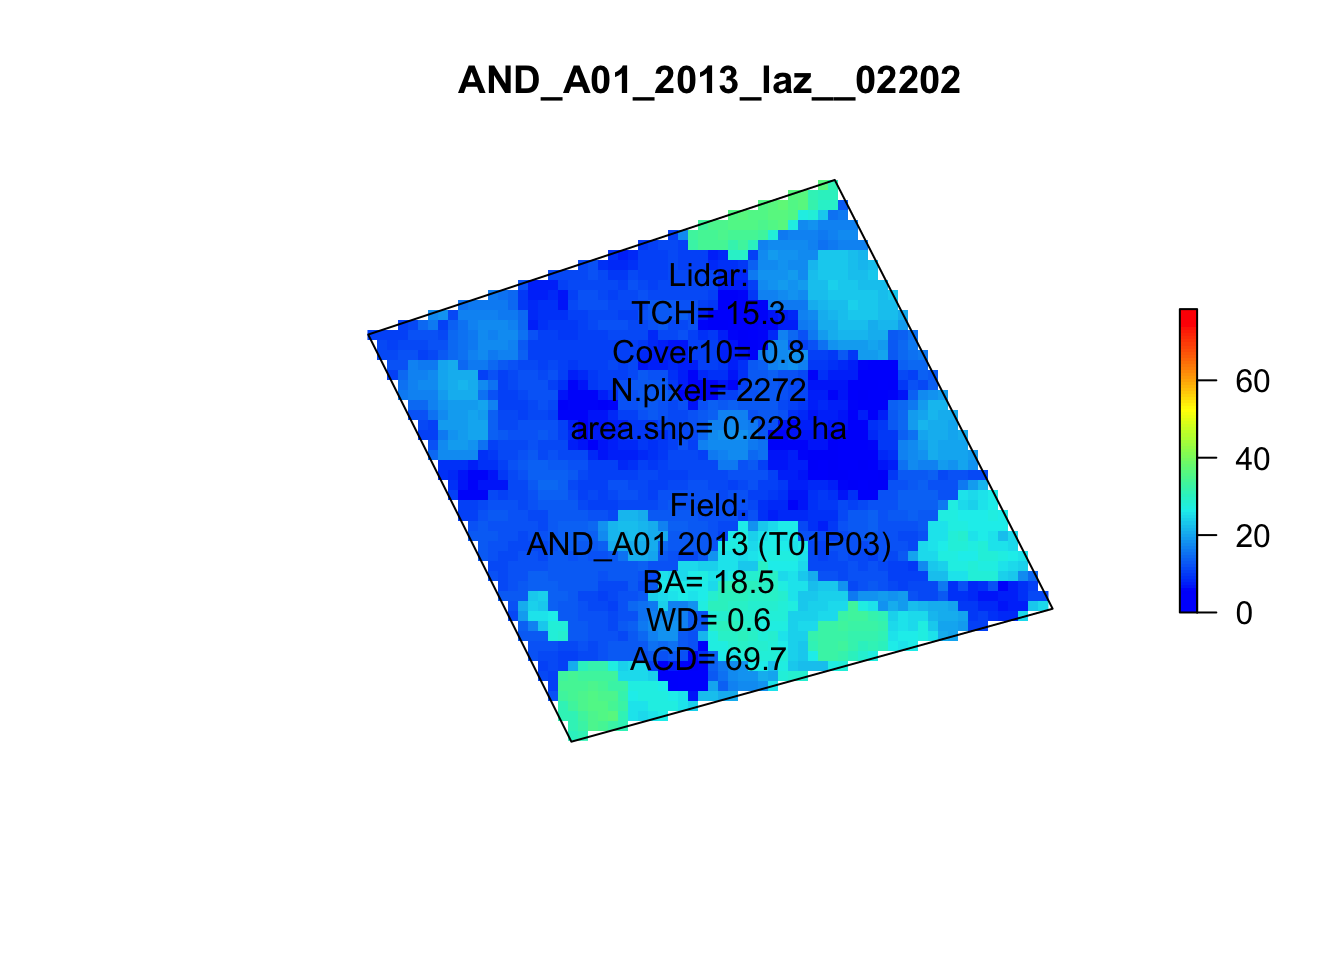 AND_A01_2013_laz__02202
Lidar:
TCH= 15.3
Cover10= 0.8
N.pixel= 2272
area.shp= 0.228 ha
Field:
AND_A01 2013 (T01P03)
BA= 18.5
WD= 0.6
ACD= 69.7
60
40
20
0